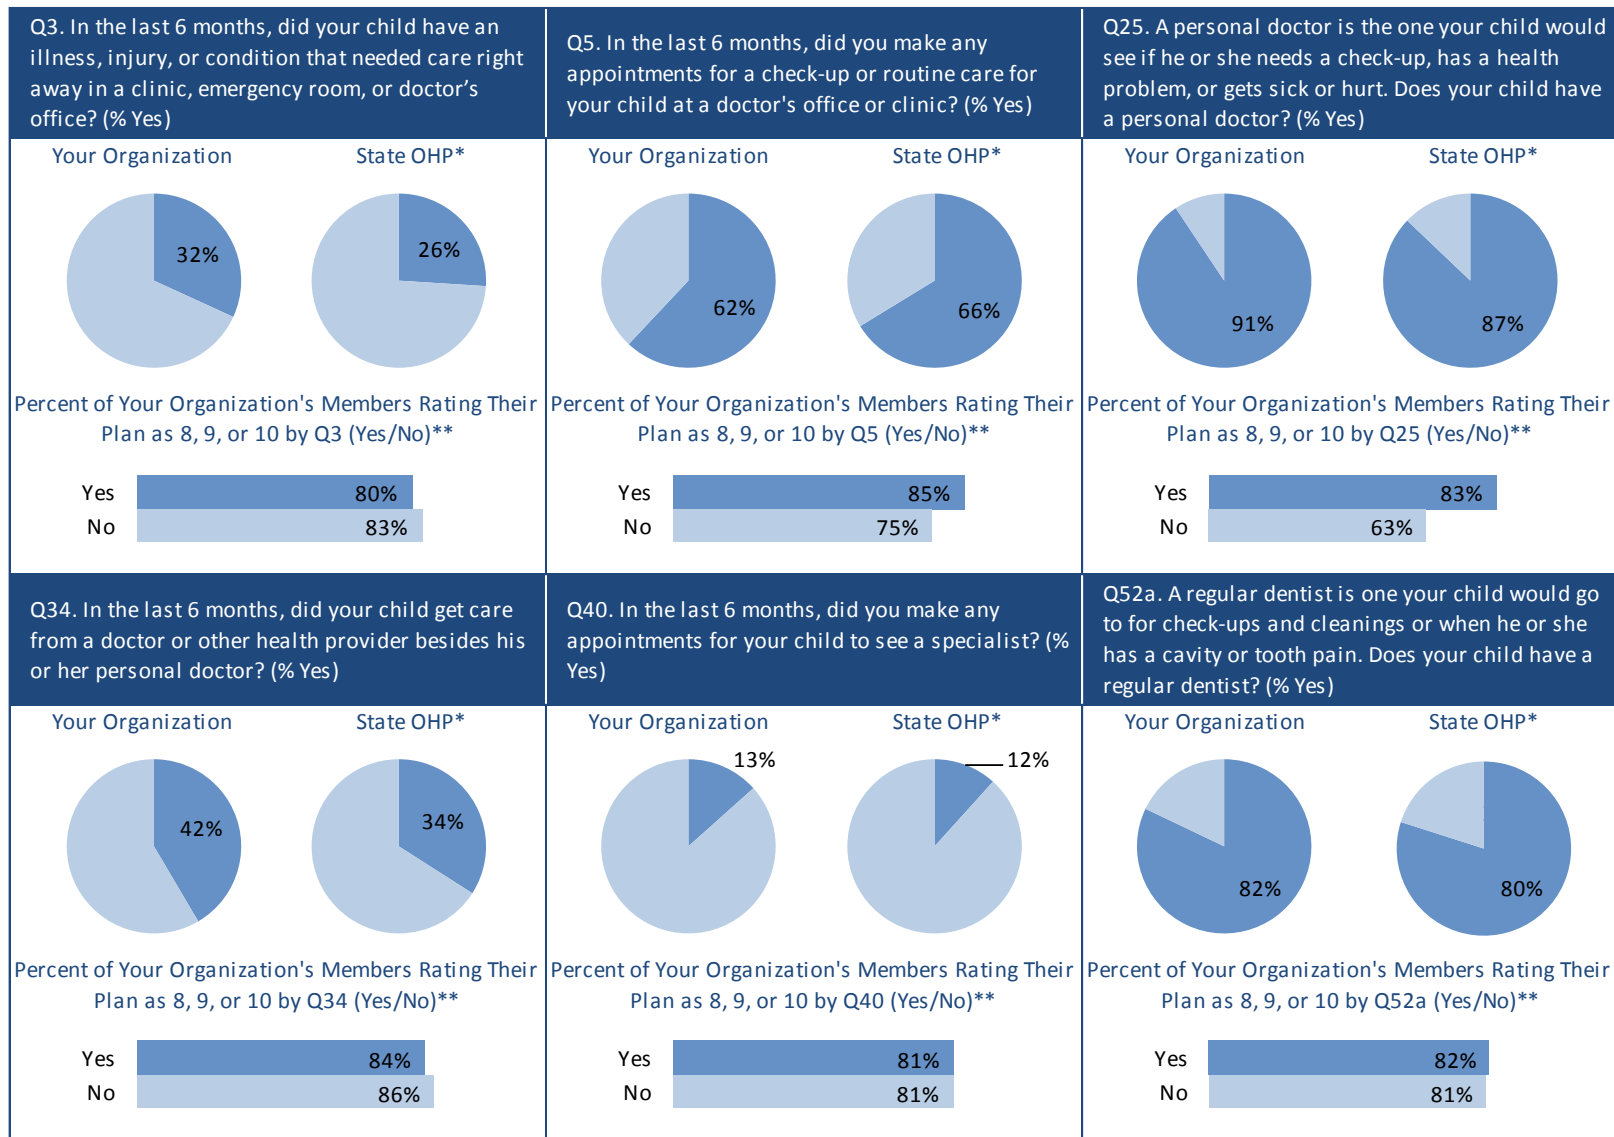 Q3. In the last 6 months, did your child have an
illness, injury, or condition that needed care right
away in a clinic, emergency room, or doctor's
office? (% Yes)
Your Organization
State OHP*
32%
26%
Percent of Your Organization's Members Rating Their
Plan as 8, 9, or 10 by Q3 (Yes/No)**
Yes
80%
No
83%
Q5. In the last 6 months, did you make any
appointments for a check-up or routine care for
your child at a doctor's office or clinic? (% Yes)
Your Organization
State OHP*
62%
66%
Percent of Your Organization's Members Rating Their
Plan as 8, 9, or 10 by Q5 (Yes/No)**
Yes
85%
No
75%
Q25. A personal doctor is the one your child would
see if he or she needs a check-up, has a health
problem, or gets sick or hurt. Does your child have
a personal doctor? (% Yes)
Your Organization
State OHP*
91%
87%
Percent of Your Organization's Members Rating Their
Plan as 8, 9, or 10 by Q25 (Yes/No)**
Yes
83%
No
63%
Q34. In the last 6 months, did your child get care
from a doctor or other health provider besides his
or her personal doctor? (% Yes)
Your Organization
State OHP*
42%
34%
Percent of Your Organization's Members Rating Their
Plan as 8, 9, or 10 by Q34 (Yes/No)**
Yes
84%
No
86%
Q40. In the last 6 months, did you make any
appointments for your child to see a specialist? (%
Yes)
Your Organization
State OHP*
13%
12%
Percent of Your Organization's Members Rating Their
Plan as 8, 9, or 10 by Q40 (Yes/No)**
Yes
81%
No
81%
Q52a. A regular dentist is one your child would go
to for check-ups and cleanings or when he or she
has a cavity or tooth pain. Does your child have a
regular dentist? (% Yes)
Your Organization
State OHP*
82%
80%
Percent of Your Organization's Members Rating Their
Plan as 8, 9, or 10 by Q52a (Yes/No)**
Yes
82%
No
81%